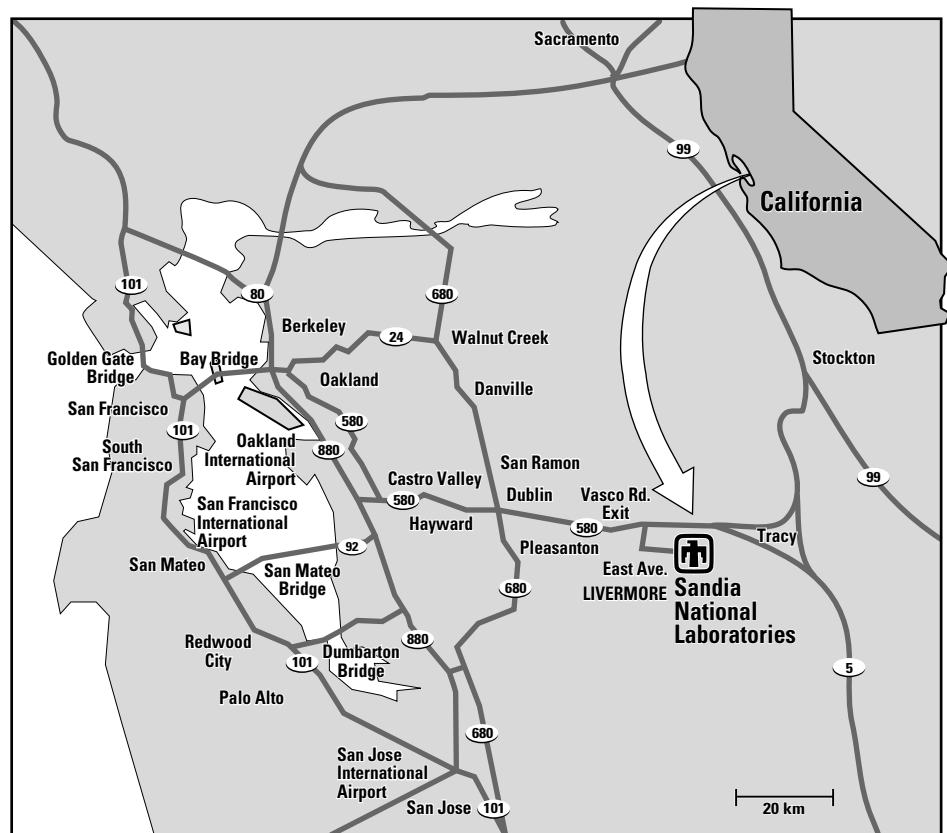 Sacramento
99
California
101
80
680
Berkeley
24
Walnut Creek
Golden Gate
Bridge
Bay Bridge
Stockton
Oakland
Danville
San Francisco
580
101
880
South
San Francisco
Oakland
International
Airport
San Ramon
99
Castro Valley
Dublin
Vasco Rd.
Exit
580
San Francisco
International
Airport
Hayward
580
Tracy
92
Pleasanton
San Mateo
San Mateo
Bridge
East Ave.
LIVERMORE
Sandia
National
Laboratories
680
Redwood
City
880
Dumbarton
Bridge
101
5
Palo Alto
680
San Jose
International
Airport
San Jose
101
20 km